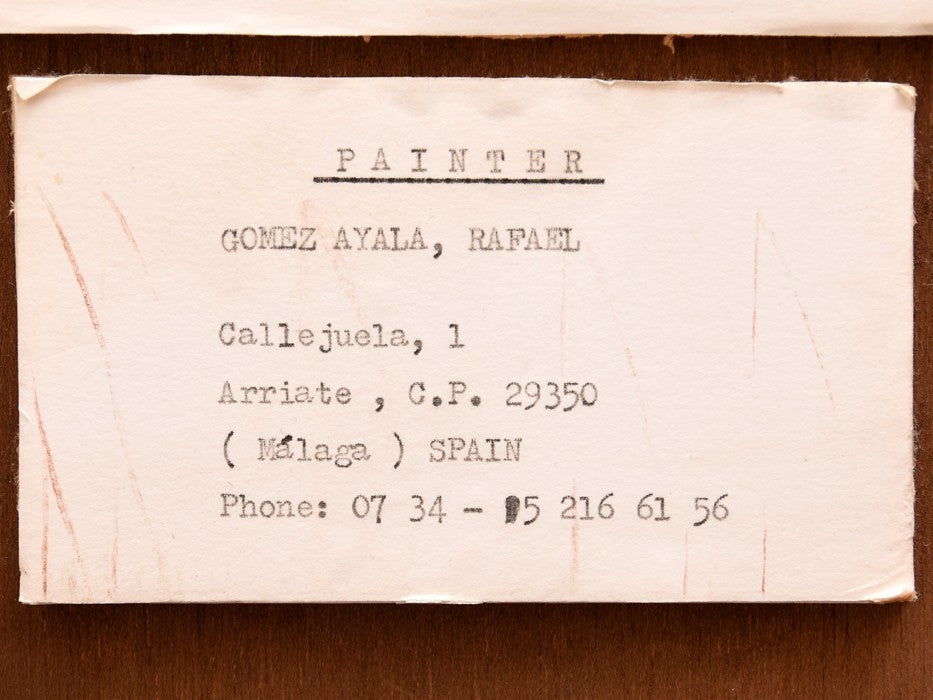 PAINTER
GOMEZ AYALA, RAFAEL
Callejuela, 1
Arriate , C.P. 29350
( Málaga ) SPAIN
Phone: 07 34 - 95 216 61 56